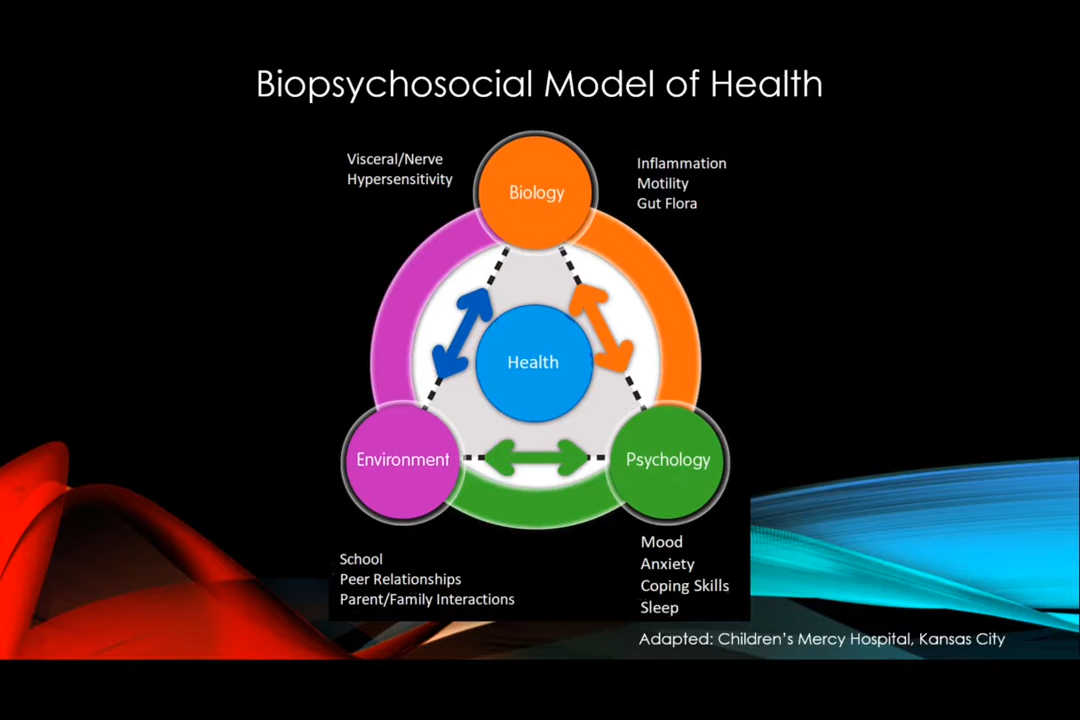 Biopsychosocial Model of Health
Visceral/Nerve
Hypersensitivity
Biology
Inflammation
Motility
Gut Flora
Health
Environment
Psychology
School
Peer Relationships
Parent/Family Interactions
Mood
Anxiety
Coping Skills
Sleep
Adapted: Children's Mercy Hospital, Kansas City